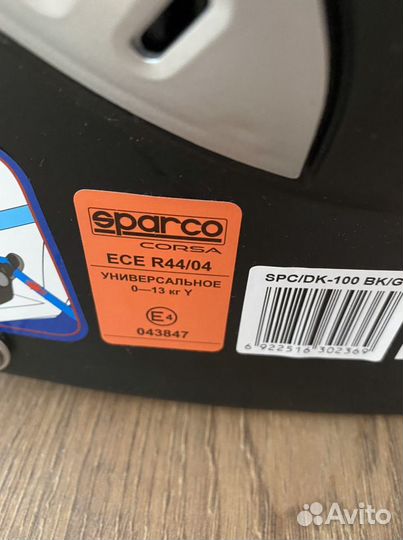 sparco
CORSA
ECE R44/04
УНИВЕРСАЛЬНОЕ
0—13 кг Y
E4
043847
SPC/DK-100 BK/G
6 922516 302369
Avito